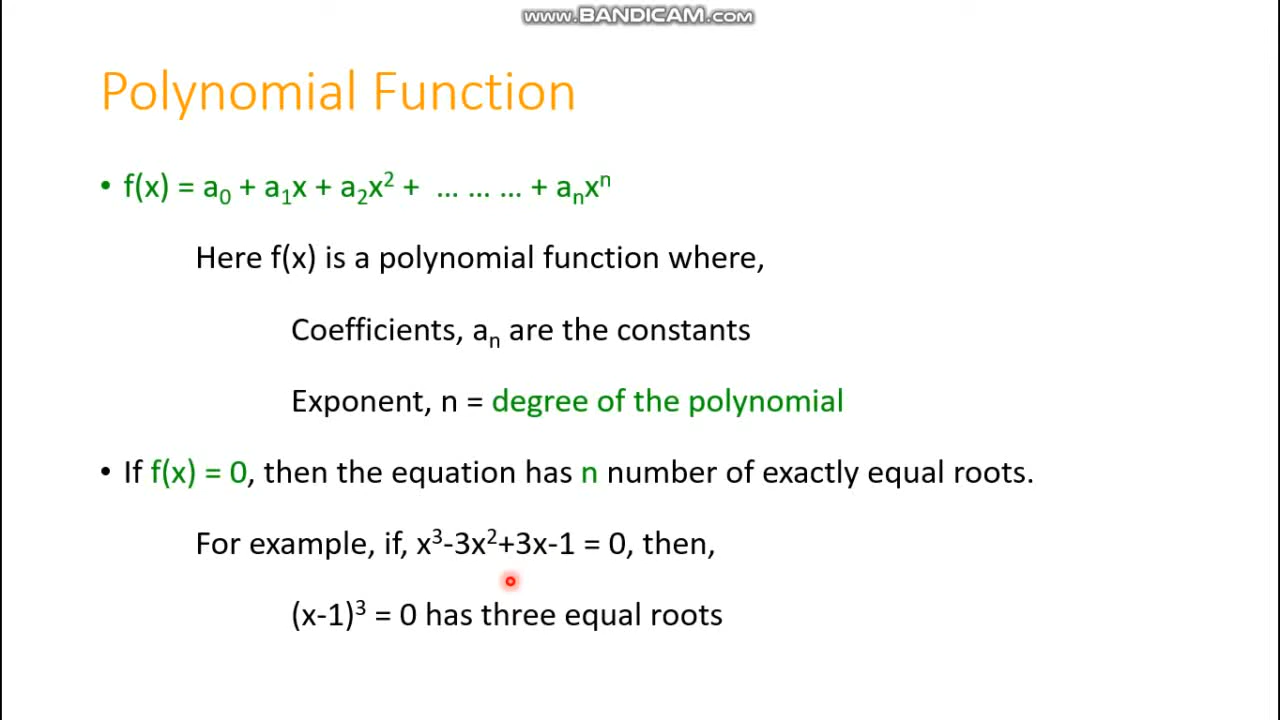 www.BANDICAM.com
Polynomial Function
• f(x) = a₀ + a₁x + a₂x² + ... ... ... + aₙxⁿ
Here f(x) is a polynomial function where,
Coefficients, aₙ are the constants
Exponent, n = degree of the polynomial
• If f(x) = 0, then the equation has n number of exactly equal roots.
For example, if, x³-3x²+3x-1 = 0, then,
(x-1)³ = 0 has three equal roots